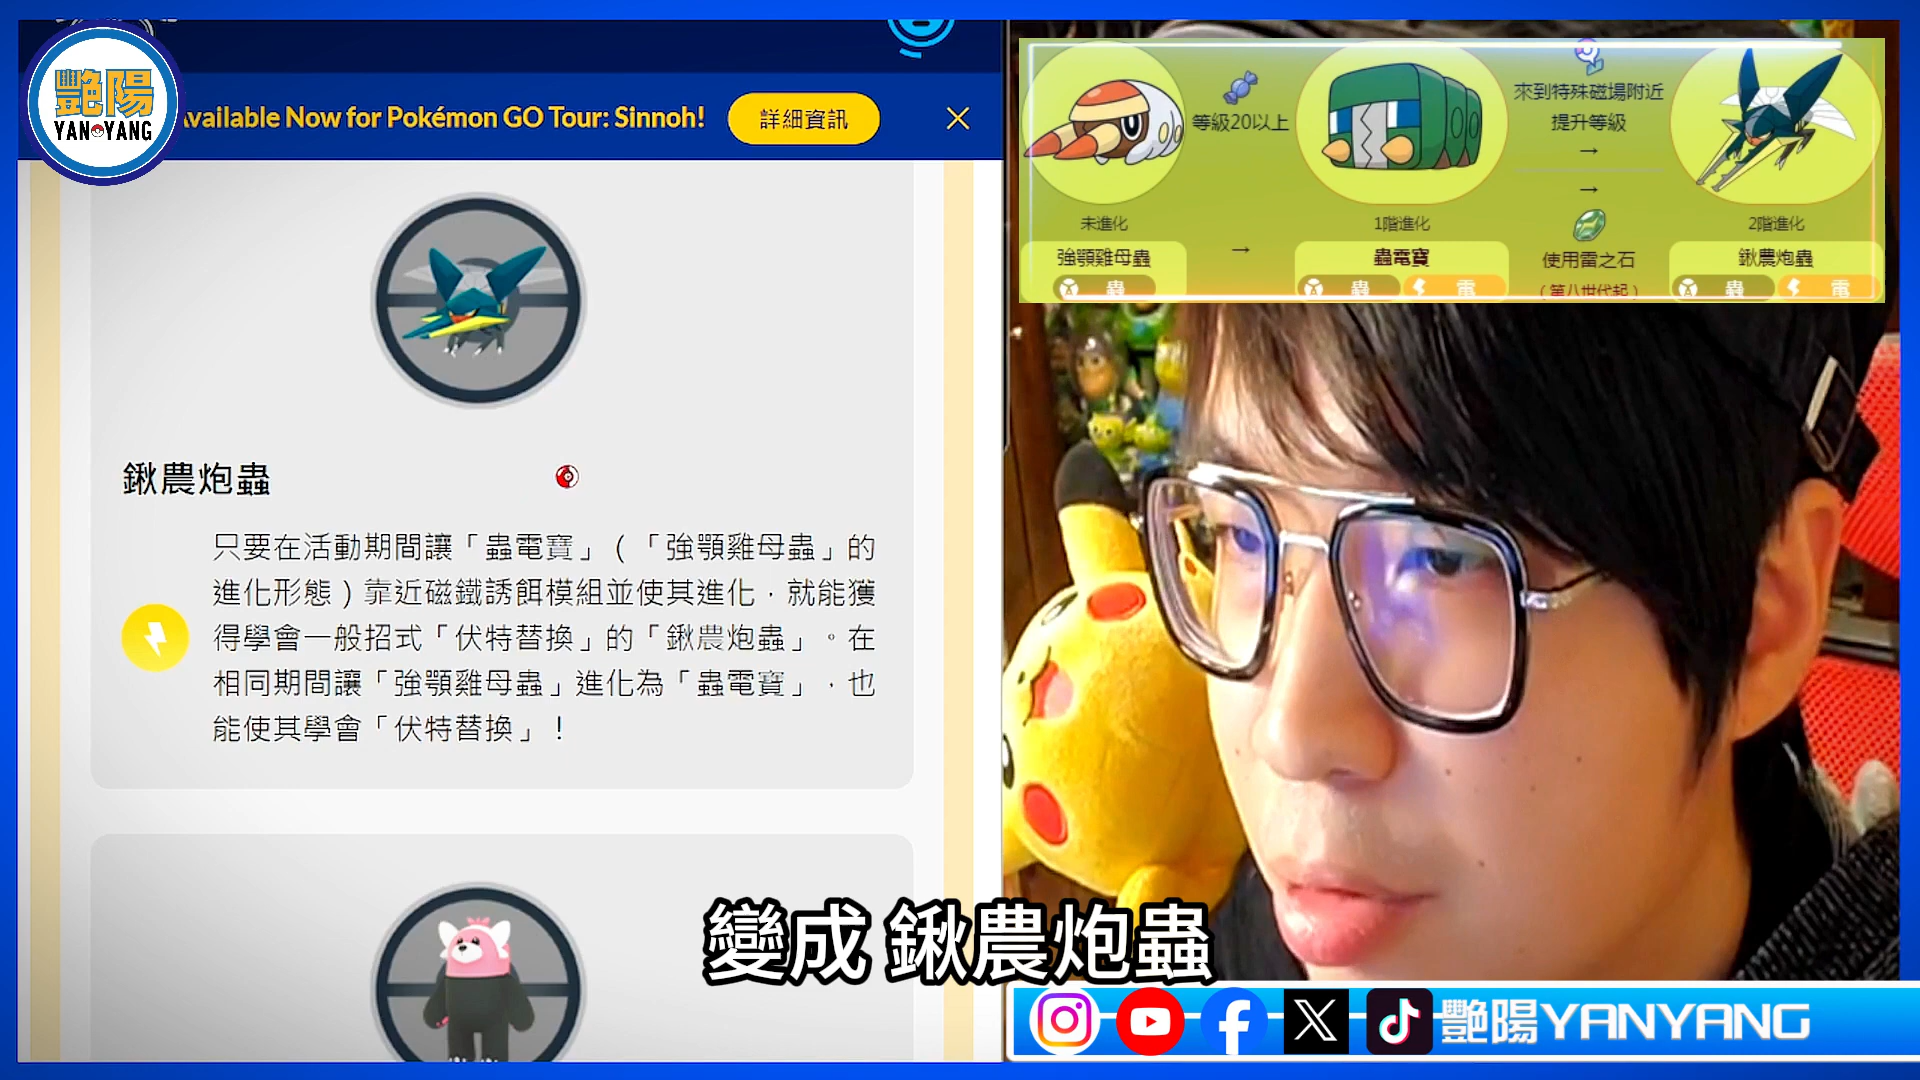 艷陽
YAN YANG
Available Now for Pokémon GO Tour: Sinnoh!
詳細資訊
鍬農炮蟲
只要在活動期間讓「蟲電寶」(「強顎雞母蟲」的
進化形態)靠近磁鐵誘餌模組並使其進化，就能獲
得學會一般招式「伏特替換」的「鍬農炮蟲」。在
相同期間讓「強顎雞母蟲」進化為「蟲電寶」，也
能使其學會「伏特替換」！
等級20以上
→
來到特殊磁場附近
提升等級
→
→
使用雷之石
(第八世代起)
未進化
強顎雞母蟲
蟲
1階進化
蟲電寶
蟲
電
2階進化
鍬農炮蟲
蟲
電
變成 鍬農炮蟲
艷陽YANYANG